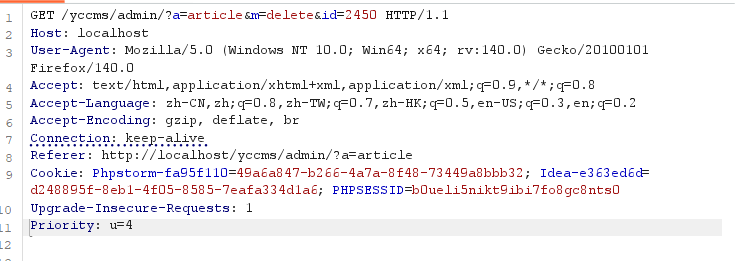 1 GET /yccms/admin/?a=article&m=delete&id=2450 HTTP/1.1
2 Host: localhost
3 User-Agent: Mozilla/5.0 (Windows NT 10.0; Win64; x64; rv:140.0) Gecko/20100101
Firefox/140.0
4 Accept: text/html,application/xhtml+xml,application/xml;q=0.9,*/*;q=0.8
5 Accept-Language: zh-CN,zh;q=0.8,zh-TW;q=0.7,zh-HK;q=0.5,en-US;q=0.3,en;q=0.2
6 Accept-Encoding: gzip, deflate, br
7 Connection: keep-alive
8 Referer: http://localhost/yccms/admin/?a=article
9 Cookie: Phpstorm-fa95f110=49a6a847-b266-4a7a-8f48-73449a8bbb32; Idea-e363ed6d=
d248895f-8eb1-4f05-8585-7eafa334d1a6; PHPSESSID=b0ueli5nikt9ibi7fo8gc8nts0
10 Upgrade-Insecure-Requests: 1
11 Priority: u=4
12